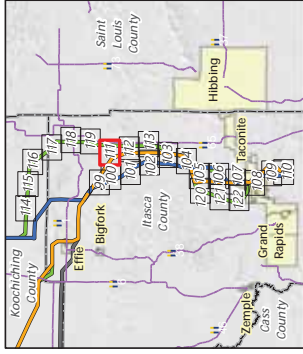 Saint
Louis
County
Koochiching
County
114
115
116
117
118
119
Effie
Bigfork
99
100
111
101
112
102
113
103
104
Itasca
County
Hibbing
Taconite
105
120
106
121
107
122
108
109
110
Grand
Rapids
Zemple
Cass
County